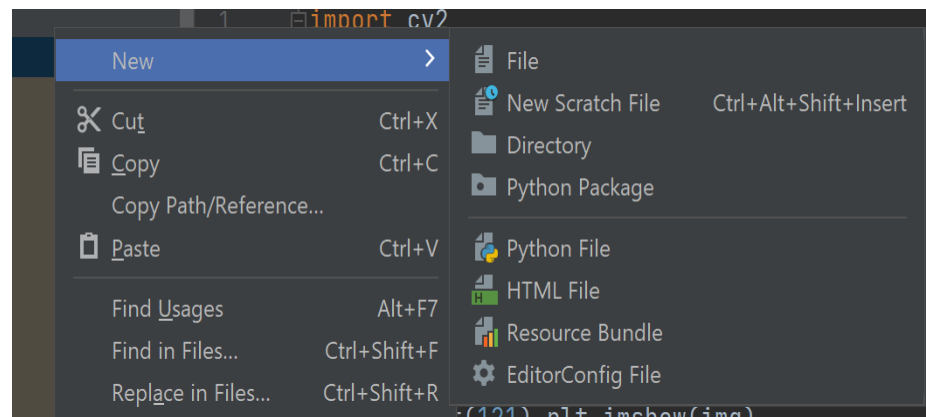 1 import cv2
New
Cut Ctrl+X
Copy Ctrl+C
Copy Path/Reference...
Paste Ctrl+V
Find Usages Alt+F7
Find in Files... Ctrl+Shift+F
Replace in Files... Ctrl+Shift+R
File
New Scratch File Ctrl+Alt+Shift+Insert
Directory
Python Package
Python File
HTML File
Resource Bundle
EditorConfig File
(121),plt.imshow(img)